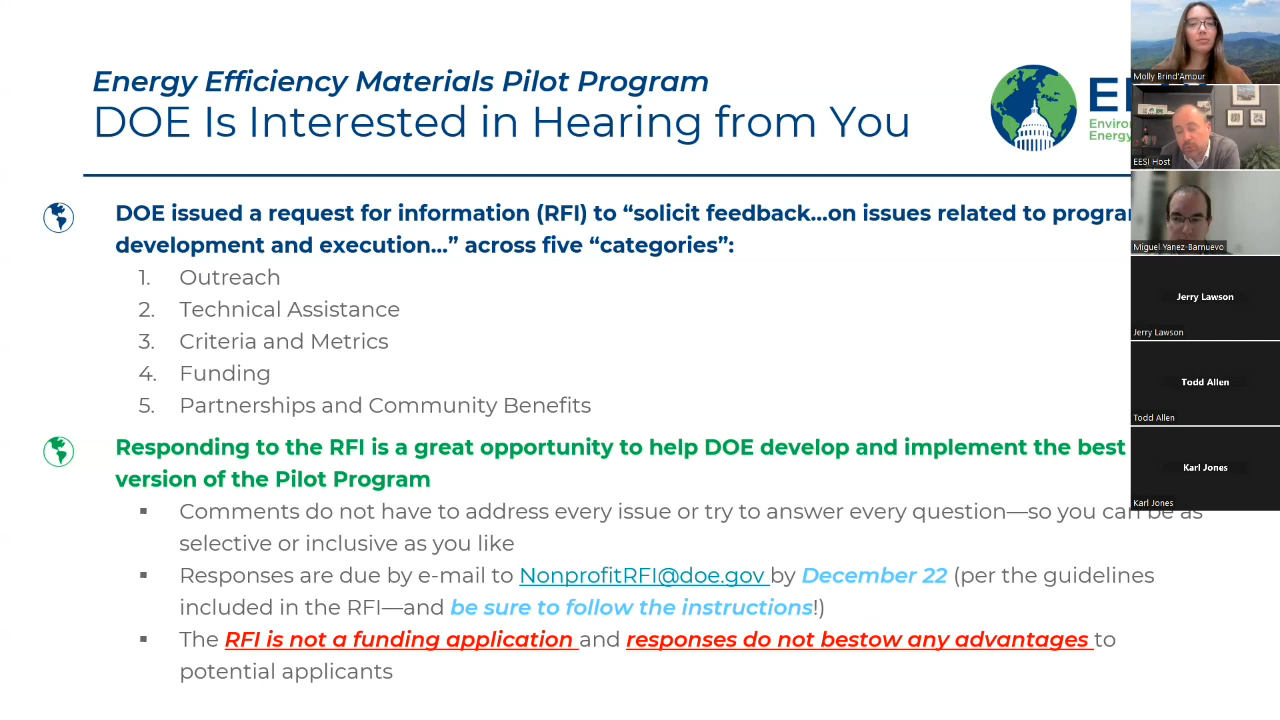 Energy Efficiency Materials Pilot Program
DOE Is Interested in Hearing from You
Environ
Energy
DOE issued a request for information (RFI) to “solicit feedback…on issues related to
development and execution…” across five “categories”:
1. Outreach
2. Technical Assistance
3. Criteria and Metrics
4. Funding
5. Partnerships and Community Benefits
Responding to the RFI is a great opportunity to help DOE develop and implement the best
version of the Pilot Program
▪ Comments do not have to address every issue or try to answer every question—so you can be as
selective or inclusive as you like
▪ Responses are due by e-mail to NonprofitRFI@doe.gov by December 22 (per the guidelines
included in the RFI—and be sure to follow the instructions!)
▪ The RFI is not a funding application and responses do not bestow any advantages to
potential applicants
Molly Brind'Amour
EESI Host
Miguel Yanez-Barnuevo
Jerry Lawson
Jerry Lawson
Todd Allen
Todd Allen
Karl Jones
Karl Jones